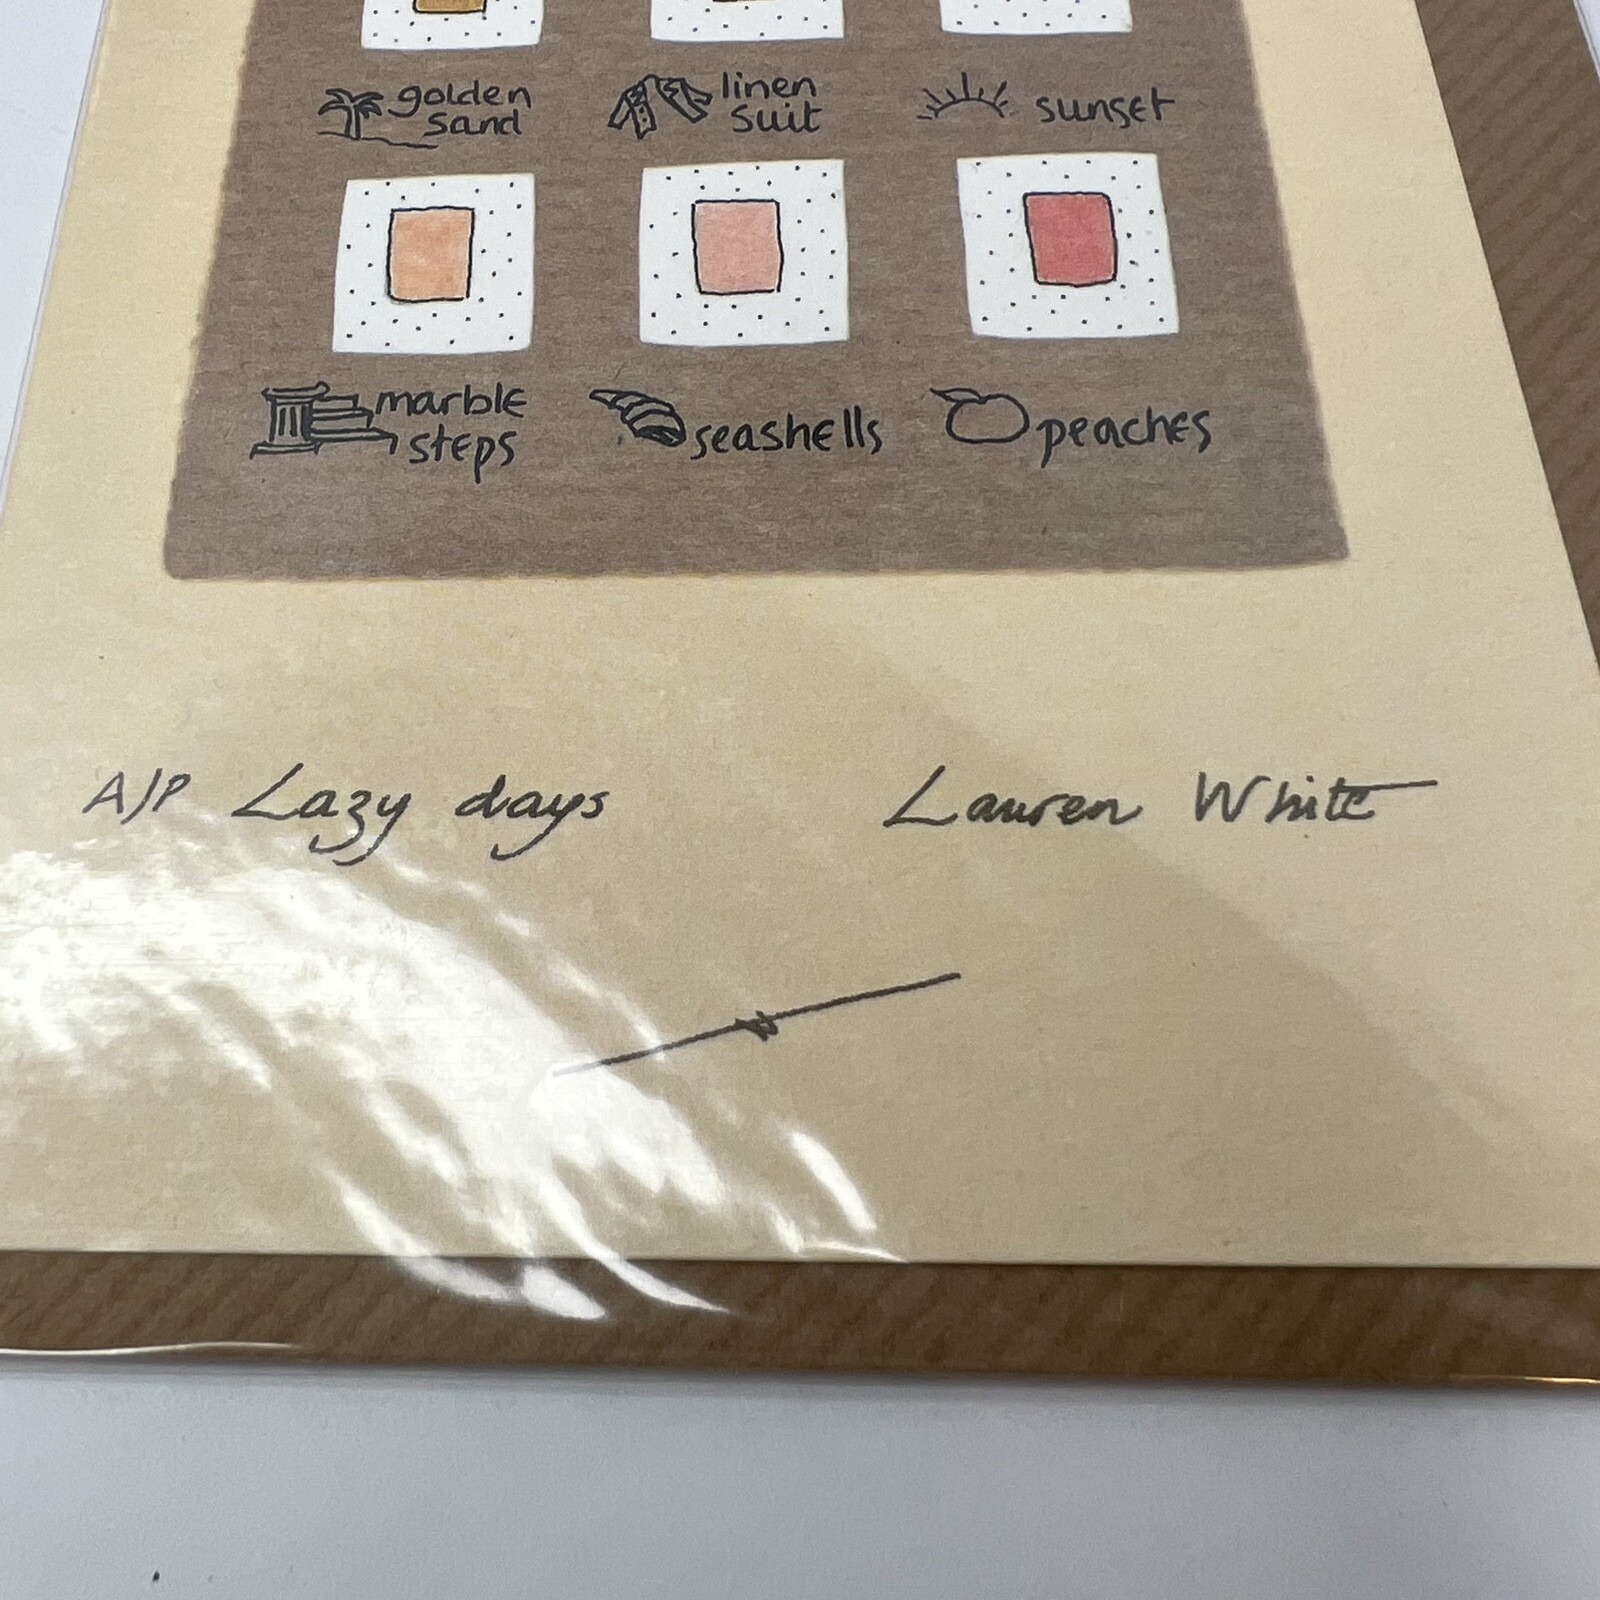 golden
sand
linen
suit
sunset
marble
steps
seashells
peaches
A/P Lazy days
Lauren White